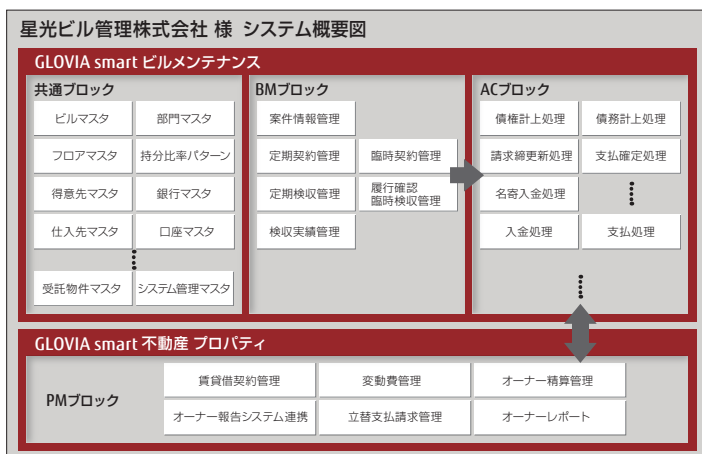 星光ビル管理株式会社 様 システム概要図
GLOVIA smart ビルメンテナンス
共通ブロック
ビルマスタ
部門マスタ
フロアマスタ
持分比率パターン
得意先マスタ
銀行マスタ
仕入先マスタ
口座マスタ
受託物件マスタ
システム管理マスタ
BMブロック
案件情報管理
定期契約管理
臨時契約管理
定期検収管理
履行確認
臨時検収管理
検収実績管理
ACブロック
債権計上処理
債務計上処理
請求締更新処理
支払確定処理
名寄入金処理
入金処理
支払処理
GLOVIA smart 不動産 プロパティ
PMブロック
賃貸借契約管理
変動費管理
オーナー精算管理
オーナー報告システム連携
立替支払請求管理
オーナーレポート